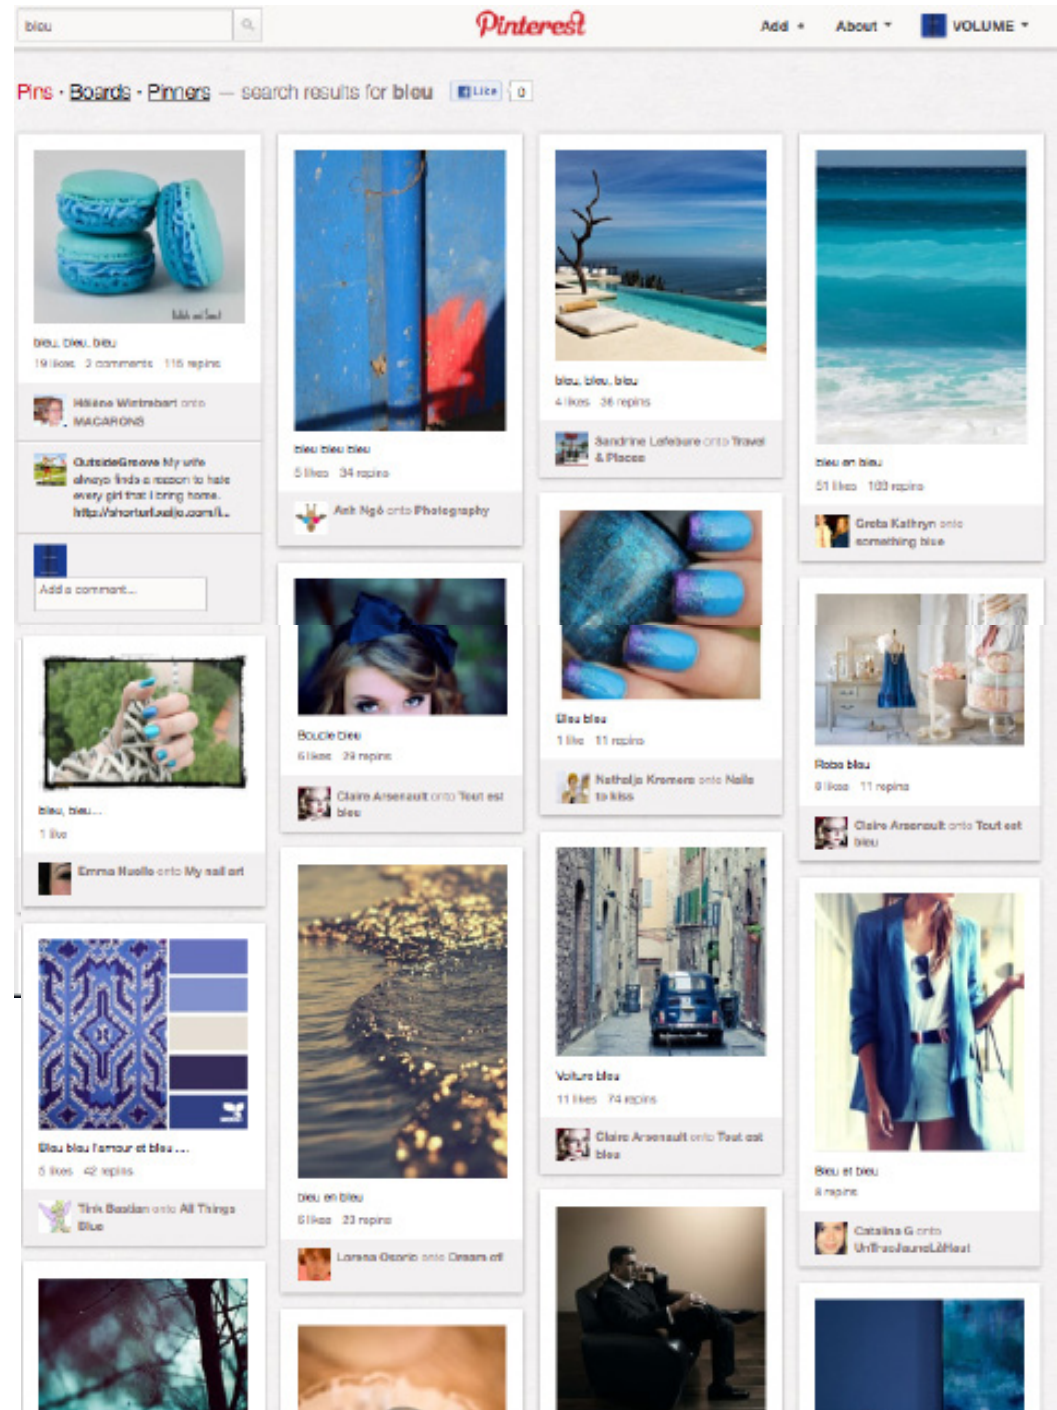 bleu
Pinterest
Add +
About
VOLUME
Pins · Boards · Pinners — search results for bleu
Like
0
bleu, bleu, bleu
19 likes 2 comments 115 repins
onto
MACARONS
OutsideGroove My wife
always finds a reason to hate
every girl that I bring home.
Add a comment...
bleu, bleu...
1 like
Emma Huelle onto My nail art
Bleu bleu l'amour et bleu ....
5 likes 42 repins
Tink Bastian onto All Things
Blue
bleu bleu bleu
5 likes 34 repins
Anh Ngô onto Photography
Boucle bleu
6 likes 29 repins
Claire Arsenault onto Tout est
bleu
bleu en bleu
6 likes 23 repins
Lorena Osorio onto Dream of!
bleu, bleu, bleu
4 likes 36 repins
Sandrine Lefebure onto Travel
& Places
Bleu bleu
1 like 11 repins
onto Nails
to kiss
Voiture bleu
11 likes 74 repins
Claire Arsenault onto Tout est
bleu
bleu en bleu
51 likes 103 repins
Greta Kathryn onto
something blue
Robe bleu
8 likes 11 repins
Claire Arsenault onto Tout est
bleu
Bleu et bleu
8 repins
Catalina G onto
UnTrucJauneLàHaut